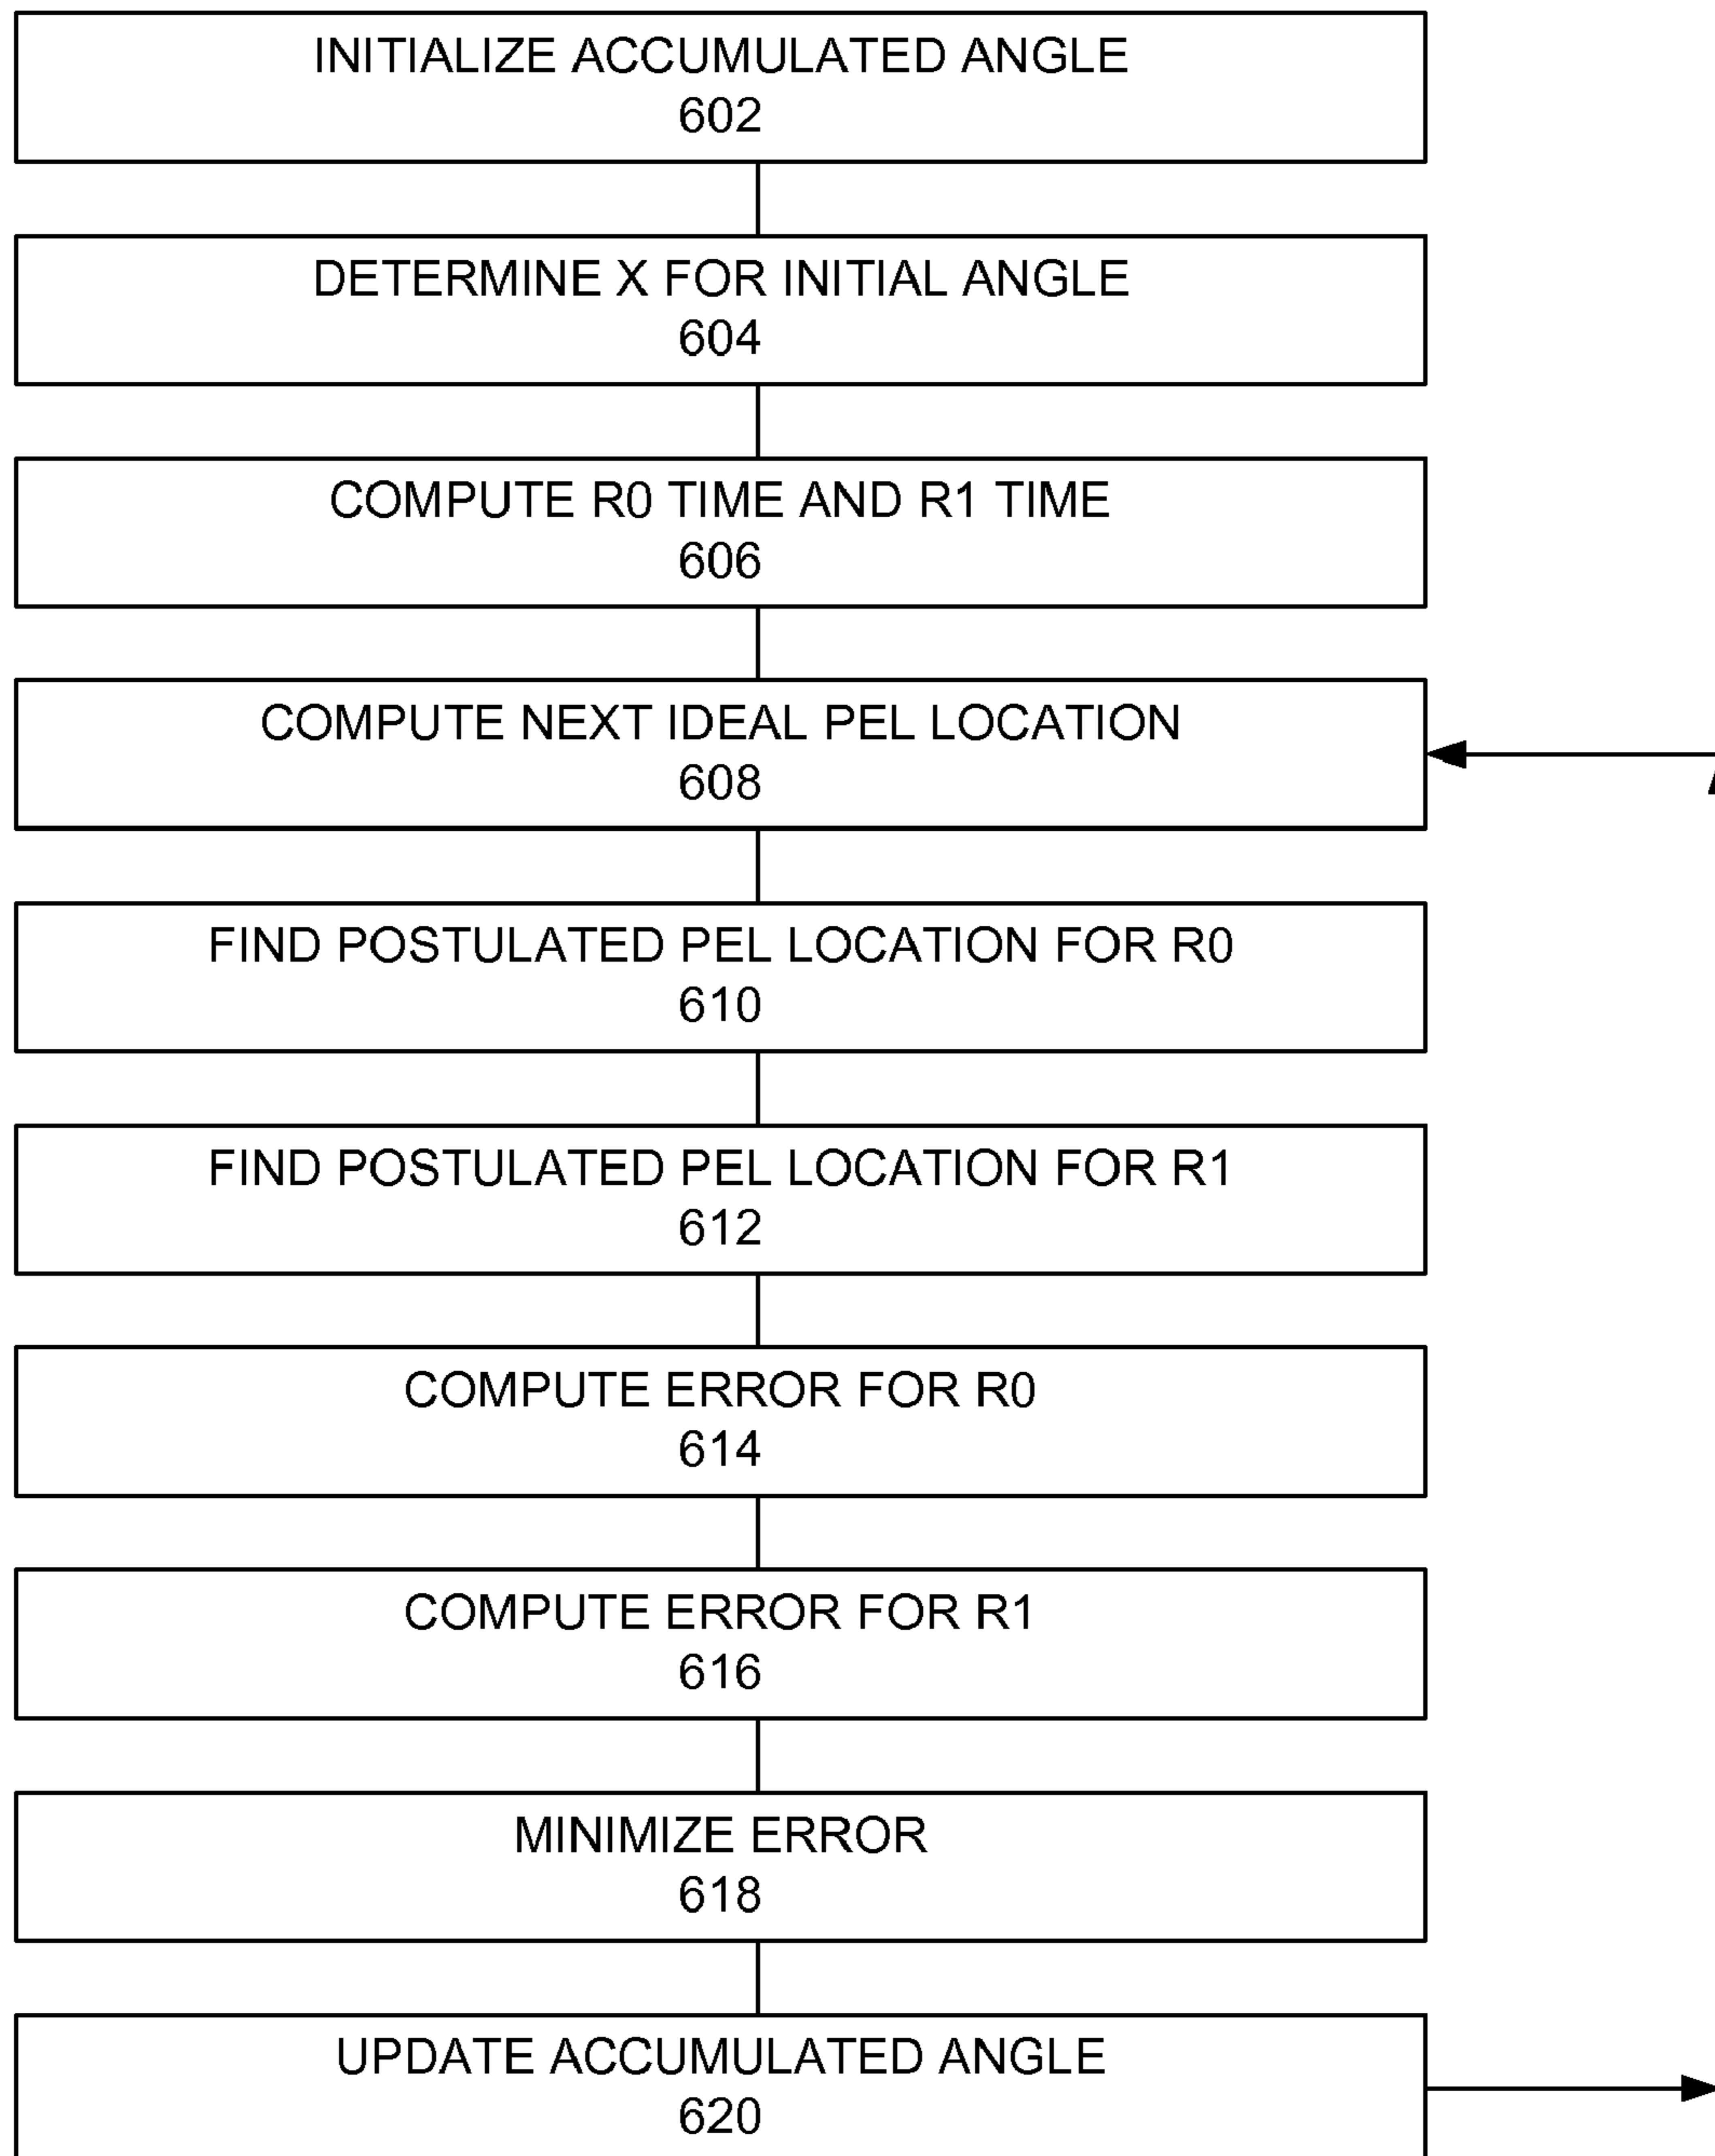 INITIALIZE ACCUMULATED ANGLE
602
DETERMINE X FOR INITIAL ANGLE
604
COMPUTE R0 TIME AND R1 TIME
606
COMPUTE NEXT IDEAL PEL LOCATION
608
FIND POSTULATED PEL LOCATION FOR R0
610
FIND POSTULATED PEL LOCATION FOR R1
612
COMPUTE ERROR FOR R0
614
COMPUTE ERROR FOR R1
616
MINIMIZE ERROR
618
UPDATE ACCUMULATED ANGLE
620